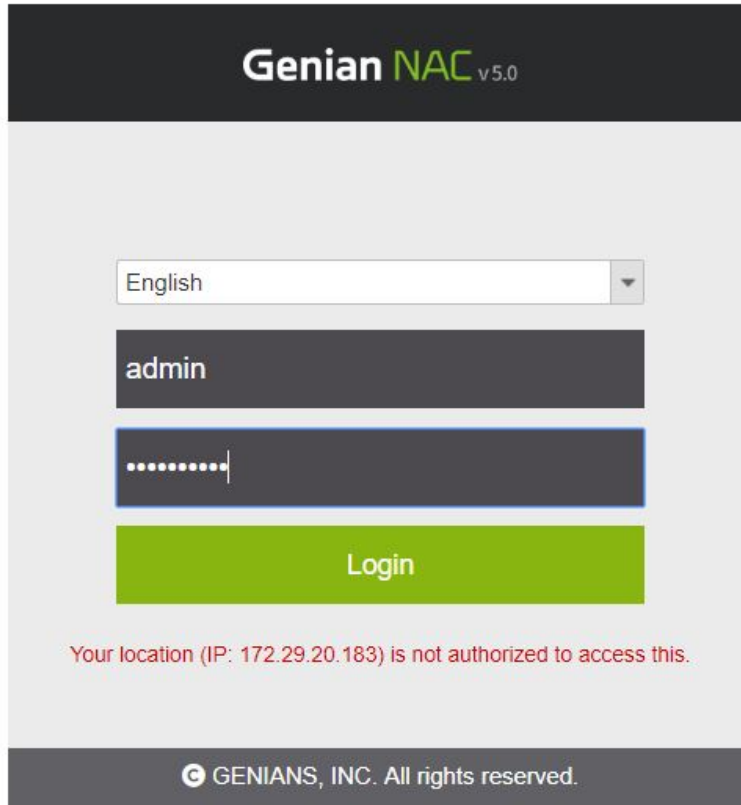 Genian NAC v5.0
English
admin
••••••••••
Login
Your location (IP: 172.29.20.183) is not authorized to access this.
© GENIANS, INC. All rights reserved.